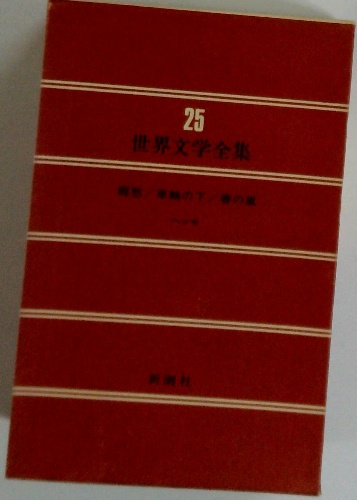 25
世界文学全集
郷愁／車輪の下／春の嵐
新潮社